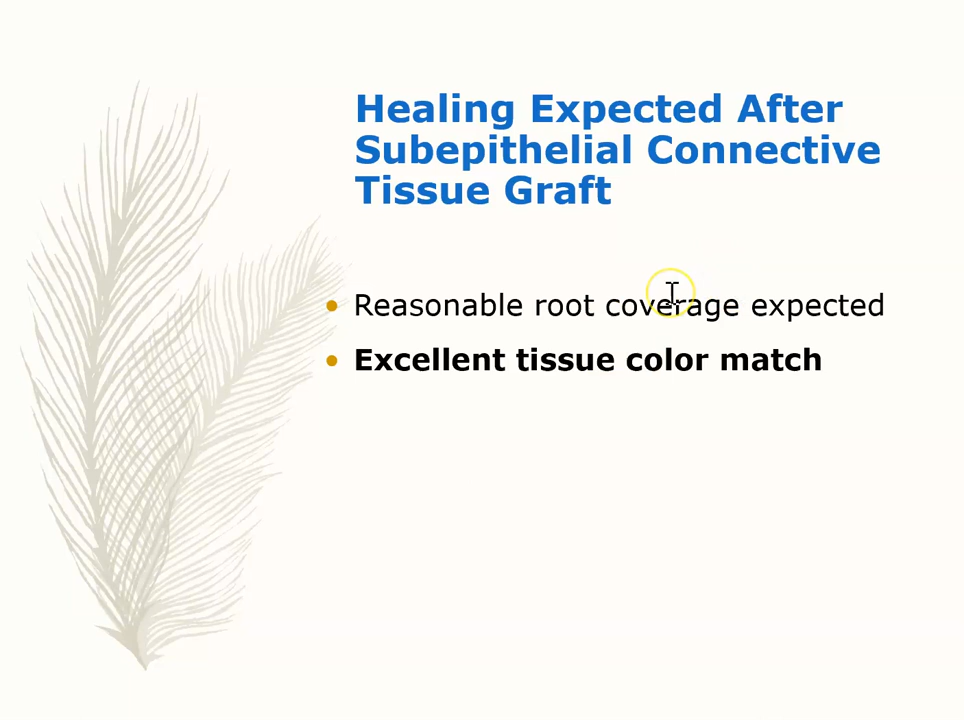 Healing Expected After
Subepithelial Connective
Tissue Graft
• Reasonable root coverage expected
• Excellent tissue color match